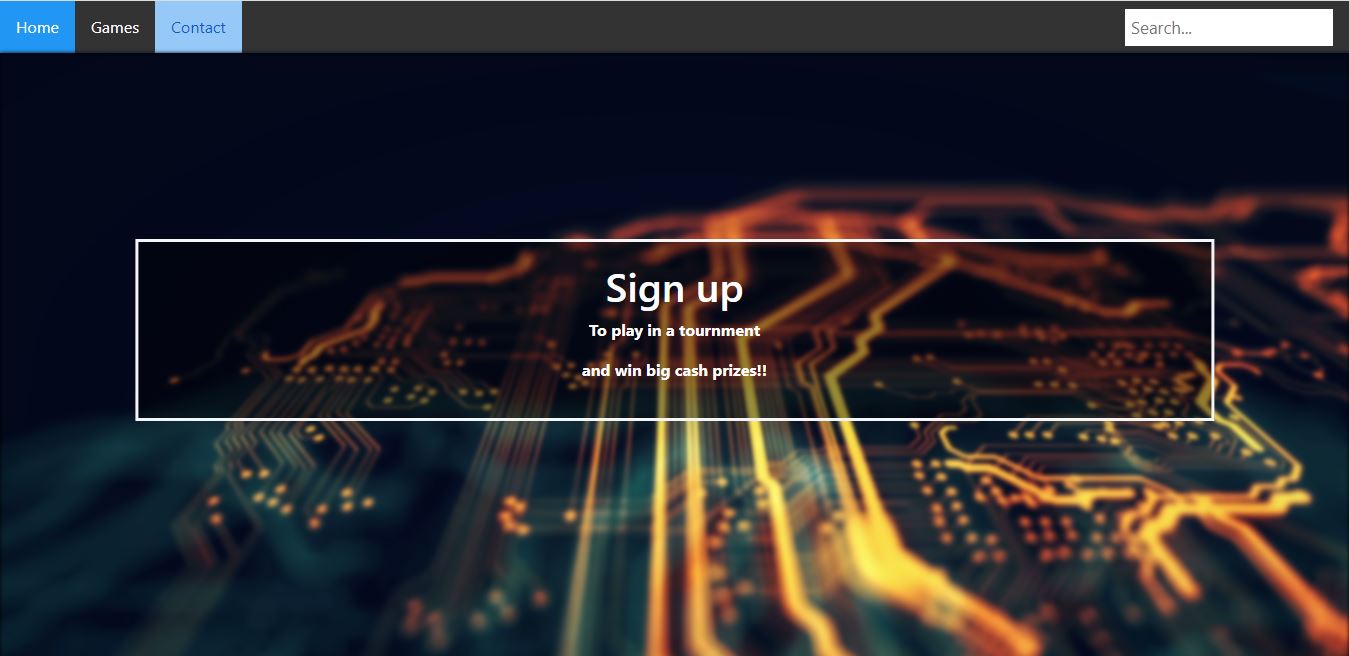 Home Games Contact Search...
Sign up
To play in a tournment
and win big cash prizes!!